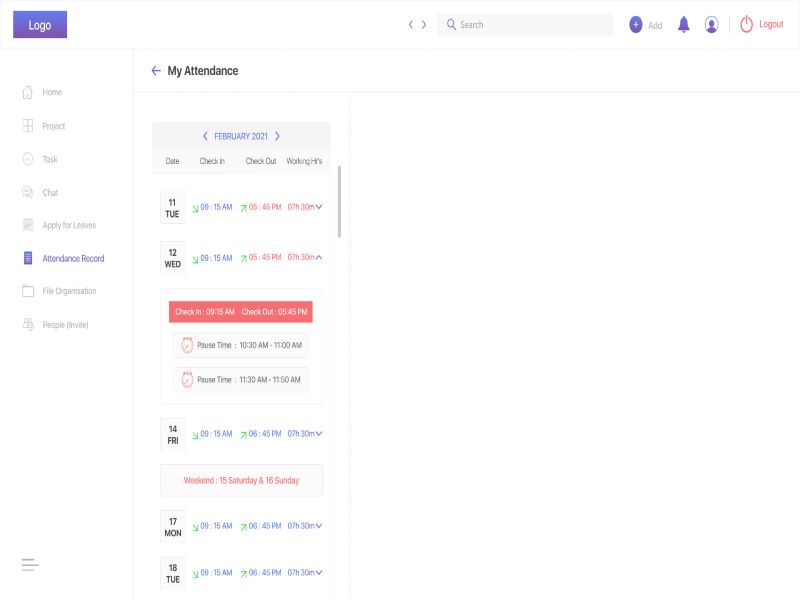 Logo
Search
Add
Logout
My Attendance
Home
Project
Task
Chat
Apply for Leaves
Attendance Record
File Organisation
People (Invite)
FEBRUARY 2021
Date Check In Check Out Working Hr's
11 TUE 09 : 15 AM 05 : 45 PM 07h 30m
12 WED 09 : 15 AM 05 : 45 PM 07h 30m
Check In : 09:15 AM Check Out : 05:45 PM
Pause Time : 10:30 AM - 11:00 AM
Pause Time : 11:30 AM - 11:50 AM
14 FRI 09 : 15 AM 06 : 45 PM 07h 30m
Weekend : 15 Saturday & 16 Sunday
17 MON 09 : 15 AM 06 : 45 PM 07h 30m
18 TUE 09 : 15 AM 06 : 45 PM 07h 30m